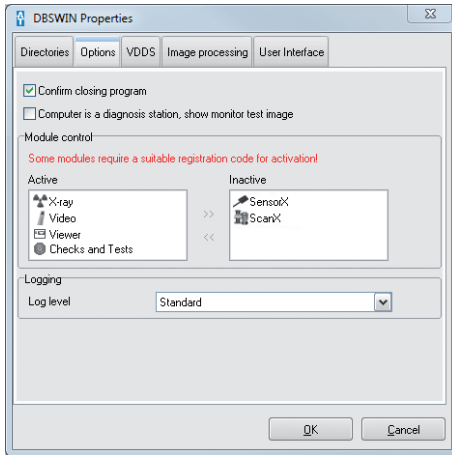 DBSWIN Properties
Directories Options VDDS Image processing User Interface
Confirm closing program
Computer is a diagnosis station, show monitor test image
Module control
Some modules require a suitable registration code for activation!
Active Inactive
X-ray >> SensorX
Video << ScanX
Viewer
Checks and Tests
Logging
Log level Standard
OK Cancel